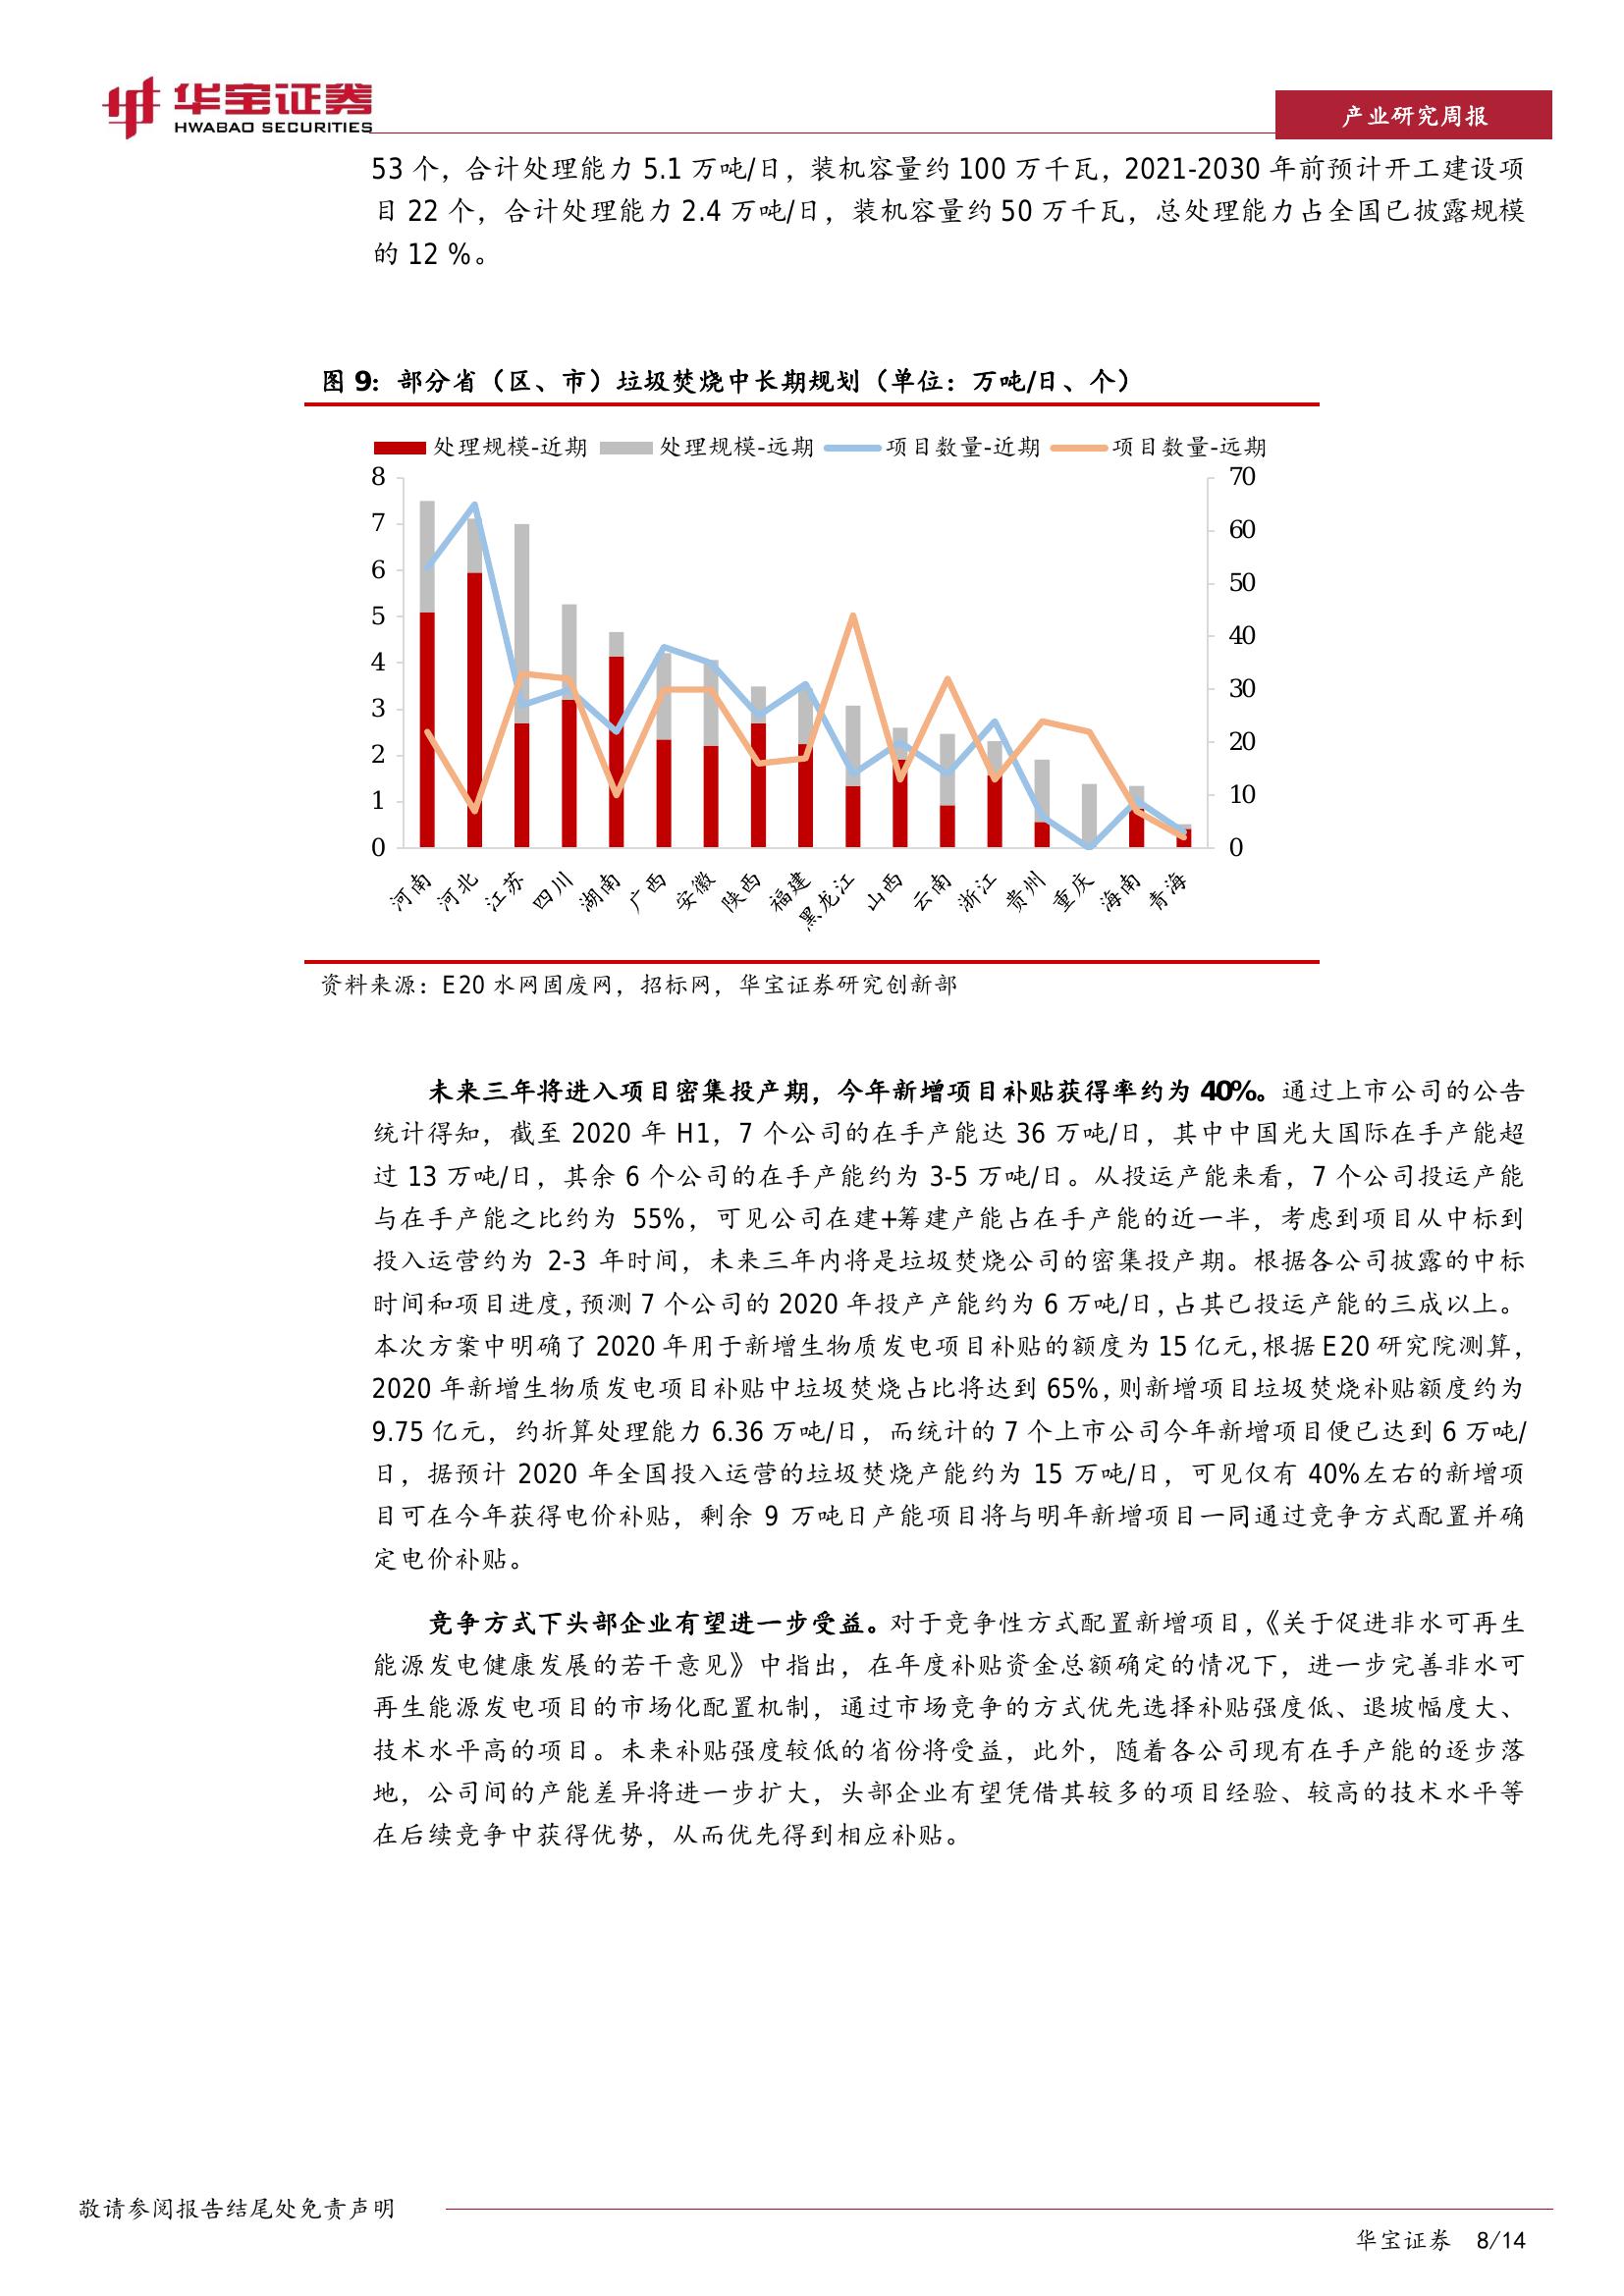 华宝证券
HWABAO SECURITIES
产业研究周报
53 个，合计处理能力 5.1 万吨/日，装机容量约 100 万千瓦，2021-2030 年前预计开工建设项
目 22 个，合计处理能力 2.4 万吨/日，装机容量约 50 万千瓦，总处理能力占全国已披露规模
的 12 %。
图 9：部分省（区、市）垃圾焚烧中长期规划（单位：万吨/日、个）
处理规模-近期 处理规模-远期 项目数量-近期 项目数量-远期
8 70
7 60
6 50
5 40
4 30
3 20
2 10
1 0
0
河南 河北 江苏 四川 湖南 广西 安徽 陕西 福建 黑龙江 山西 云南 浙江 贵州 重庆 海南 青海
资料来源：E20 水网固废网，招标网，华宝证券研究创新部
未来三年将进入项目密集投产期，今年新增项目补贴获得率约为 40%。通过上市公司的公告
统计得知，截至 2020 年 H1，7 个公司的在手产能达 36 万吨/日，其中中国光大国际在手产能超
过 13 万吨/日，其余 6 个公司的在手产能约为 3-5 万吨/日。从投运产能来看，7 个公司投运产能
与在手产能之比约为 55%，可见公司在建+筹建产能占在手产能的近一半，考虑到项目从中标到
投入运营约为 2-3 年时间，未来三年内将是垃圾焚烧公司的密集投产期。根据各公司披露的中标
时间和项目进度，预测 7 个公司的 2020 年投产产能约为 6 万吨/日，占其已投运产能的三成以上。
本次方案中明确了 2020 年用于新增生物质发电项目补贴的额度为 15 亿元，根据 E20 研究院测算，
2020 年新增生物质发电项目补贴中垃圾焚烧占比将达到 65%，则新增项目垃圾焚烧补贴额度约为
9.75 亿元，约折算处理能力 6.36 万吨/日，而统计的 7 个上市公司今年新增项目便已达到 6 万吨/
日，据预计 2020 年全国投入运营的垃圾焚烧产能约为 15 万吨/日，可见仅有 40%左右的新增项
目可在今年获得电价补贴，剩余 9 万吨日产能项目将与明年新增项目一同通过竞争方式配置并确
定电价补贴。
竞争方式下头部企业有望进一步受益。对于竞争性方式配置新增项目，《关于促进非水可再生
能源发电健康发展的若干意见》中指出，在年度补贴资金总额确定的情况下，进一步完善非水可
再生能源发电项目的市场化配置机制，通过市场竞争的方式优先选择补贴强度低、退坡幅度大、
技术水平高的项目。未来补贴强度较低的省份将受益，此外，随着各公司现有在手产能的逐步落
地，公司间的产能差异将进一步扩大，头部企业有望凭借其较多的项目经验、较高的技术水平等
在后续竞争中获得优势，从而优先得到相应补贴。
敬请参阅报告结尾处免责声明
华宝证券 8/14